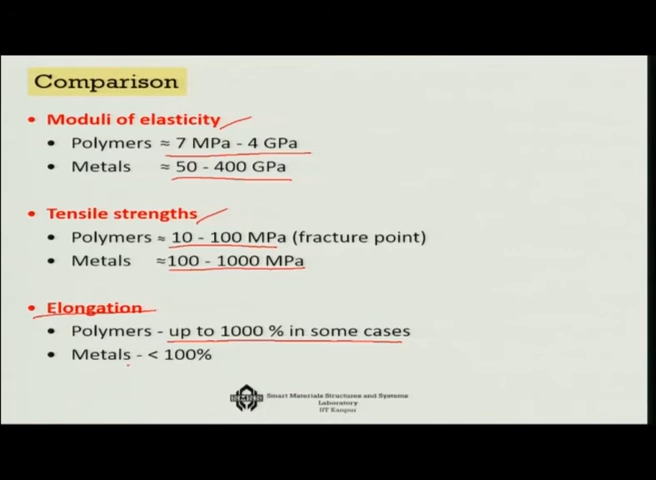 Comparison
• Moduli of elasticity
• Polymers ≈ 7 MPa - 4 GPa
• Metals ≈ 50 - 400 GPa
• Tensile strengths
• Polymers ≈ 10 - 100 MPa (fracture point)
• Metals ≈100 - 1000 MPa
• Elongation
• Polymers - up to 1000 % in some cases
• Metals - < 100%
Smart Materials Structures and Systems
Laboratory
IIT Kanpur